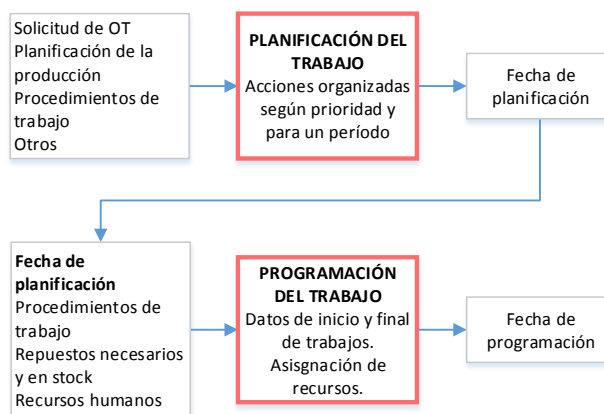 Solicitud de OT
Planificación de la
producción
Procedimientos de
trabajo
Otros
PLANIFICACIÓN DEL
TRABAJO
Acciones organizadas
según prioridad y
para un período
Fecha de
planificación
Fecha de
planificación
Procedimientos de
trabajo
Repuestos necesarios
y en stock
Recursos humanos
PROGRAMACIÓN
DEL TRABAJO
Datos de inicio y final
de trabajos.
Asisgnación de
recursos.
Fecha de
programación